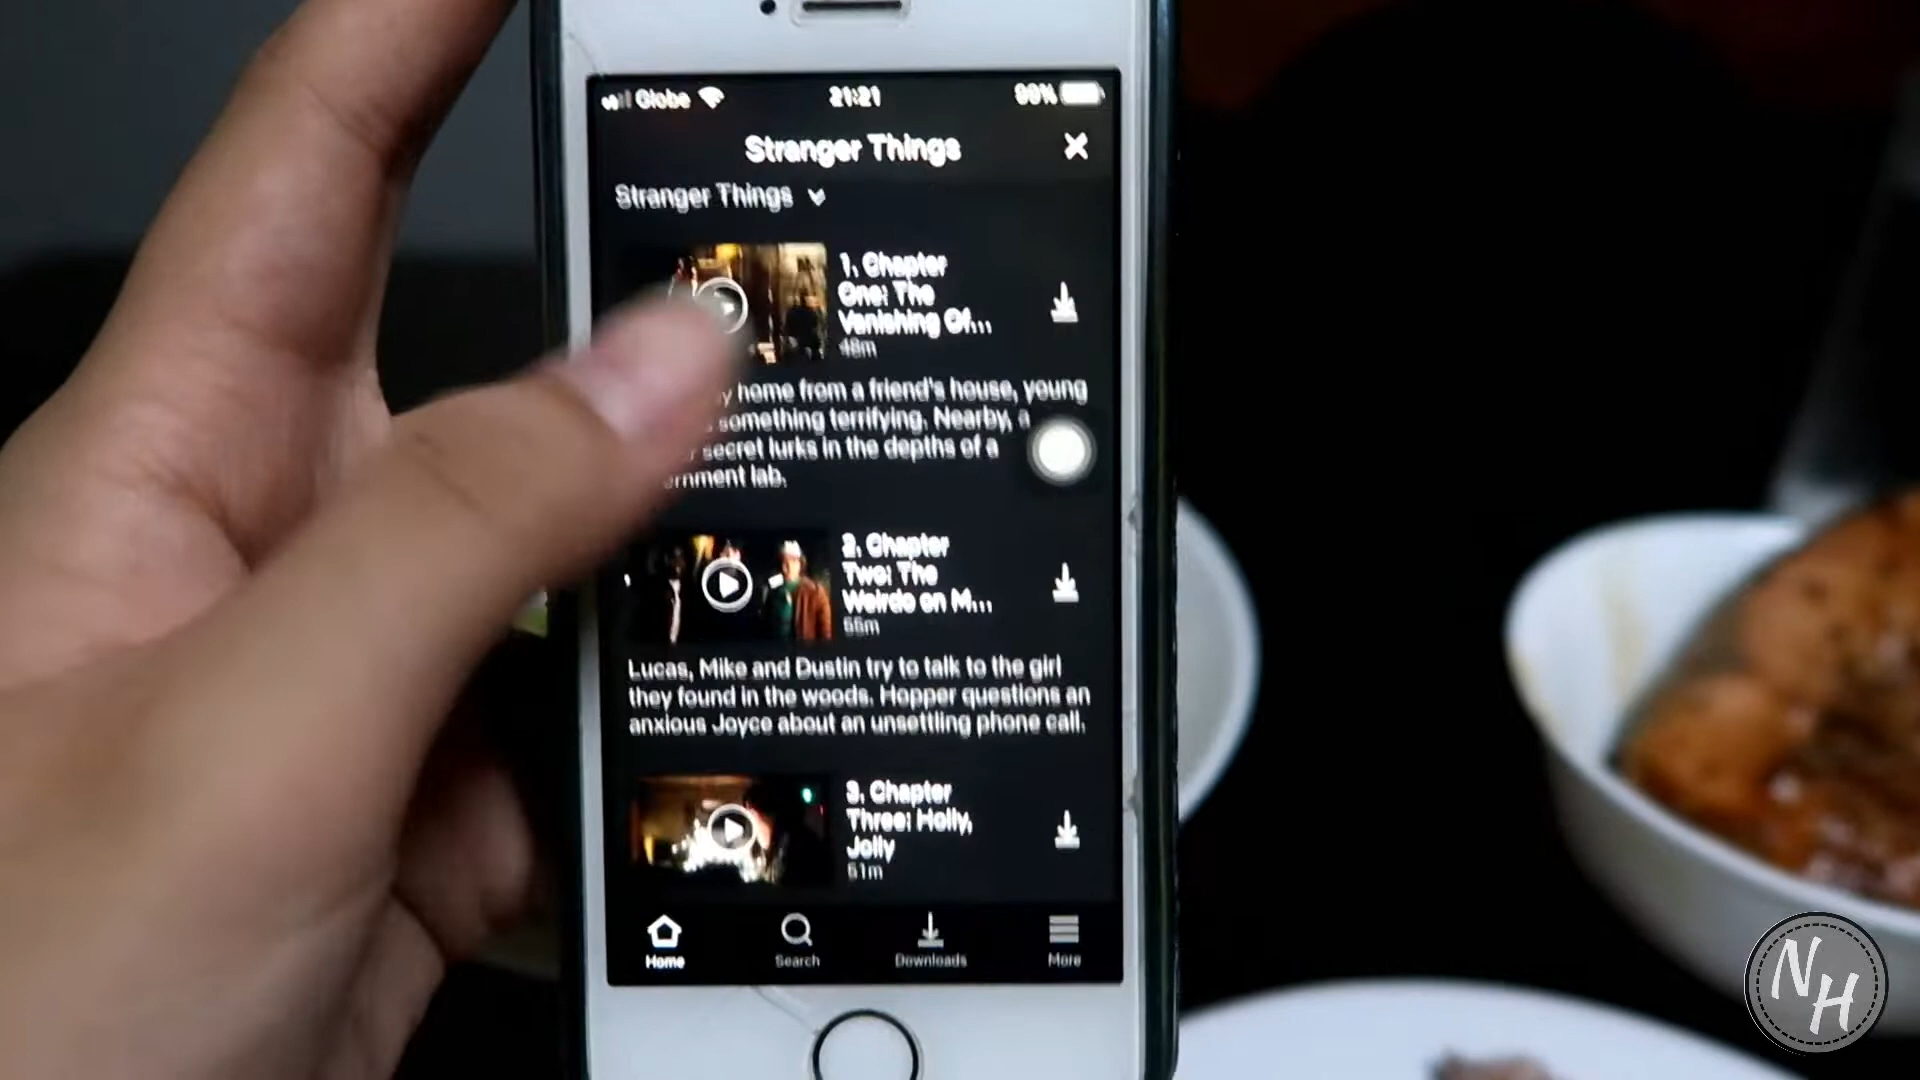 Globe 21:21 99%
Stranger Things
Stranger Things
1. Chapter
One: The
Vanishing Of...
48m
home from a friend's house, young
something terrifying. Nearby, a
secret lurks in the depths of a
ernment lab.
2. Chapter
Two: The
Weirdo on M...
55m
Lucas, Mike and Dustin try to talk to the girl
they found in the woods. Hopper questions an
anxious Joyce about an unsettling phone call.
3. Chapter
Three: Holly,
Jolly
51m
Home Search Downloads More
NH